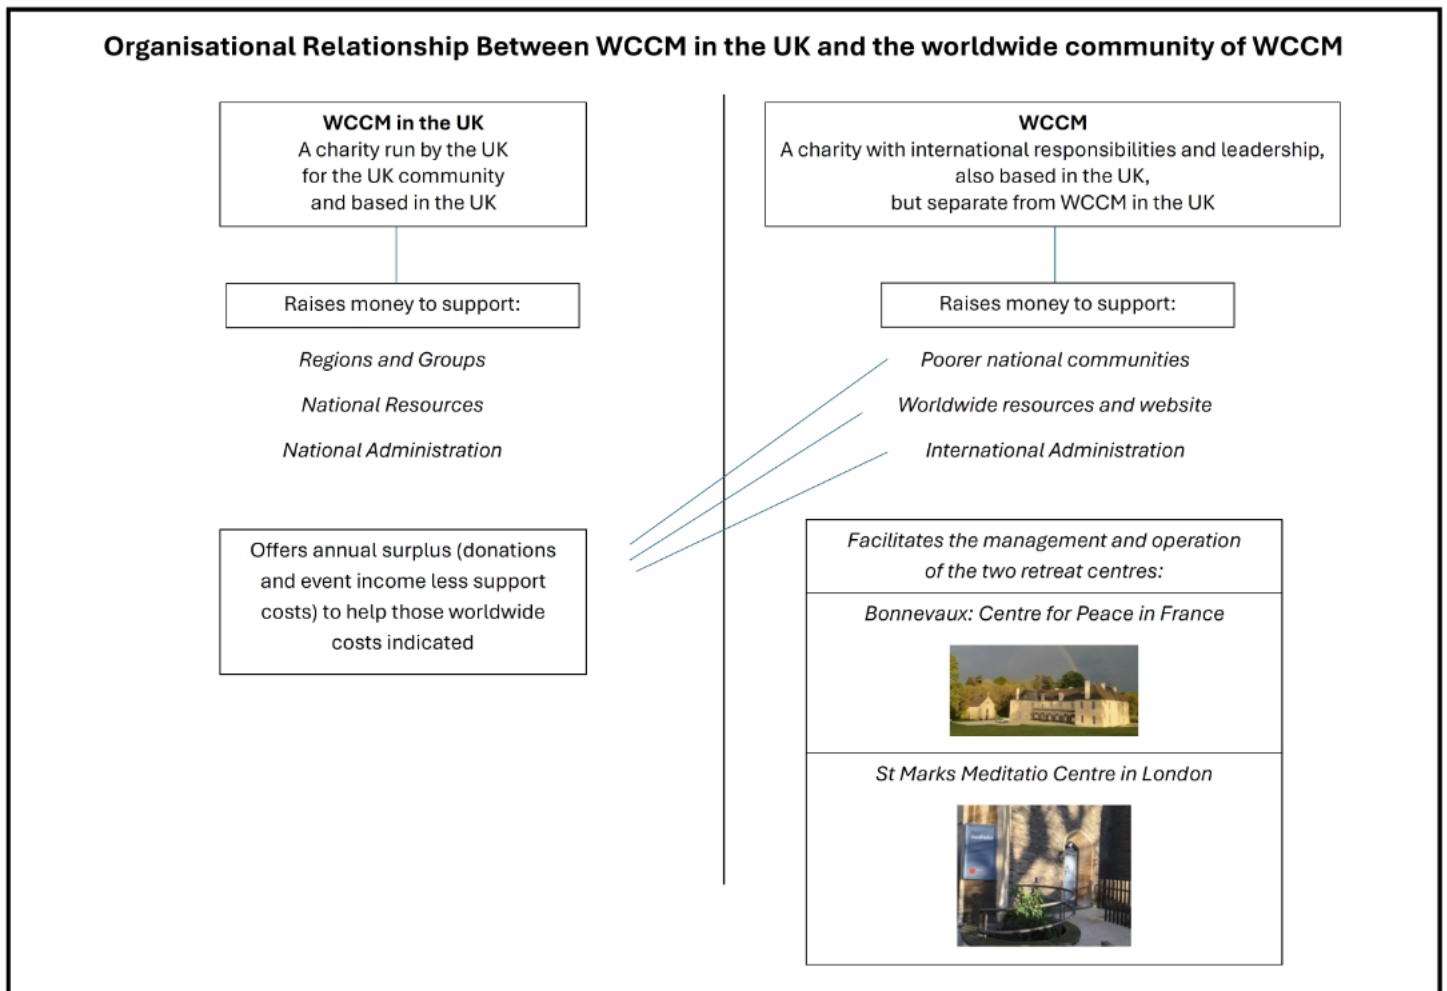 Organisational Relationship Between WCCM in the UK and the worldwide community of WCCM
WCCM in the UK
A charity run by the UK
for the UK community
and based in the UK
Raises money to support:
Regions and Groups
National Resources
National Administration
Offers annual surplus (donations
and event income less support
costs) to help those worldwide
costs indicated
WCCM
A charity with international responsibilities and leadership,
also based in the UK,
but separate from WCCM in the UK
Raises money to support:
Poorer national communities
Worldwide resources and website
International Administration
Facilitates the management and operation
of the two retreat centres:
Bonnevaux: Centre for Peace in France
St Marks Meditatio Centre in London